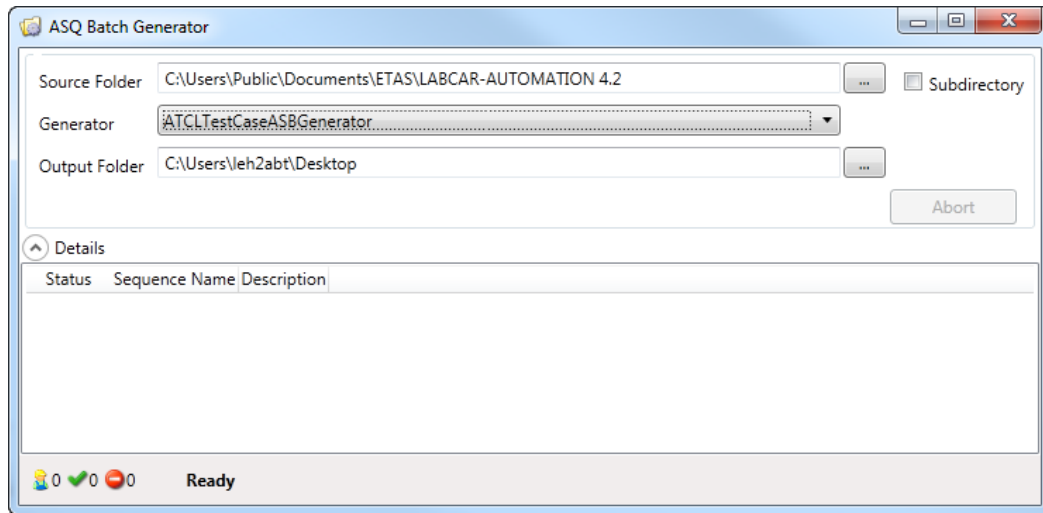 ASQ Batch Generator
Source Folder C:\Users\Public\Documents\ETAS\LABCAR-AUTOMATION 4.2 ... Subdirectory
Generator ATCLTestCaseASBGenerator
Output Folder C:\Users\leh2abt\Desktop ...
Abort
Details
Status Sequence Name Description
0 0 0 Ready